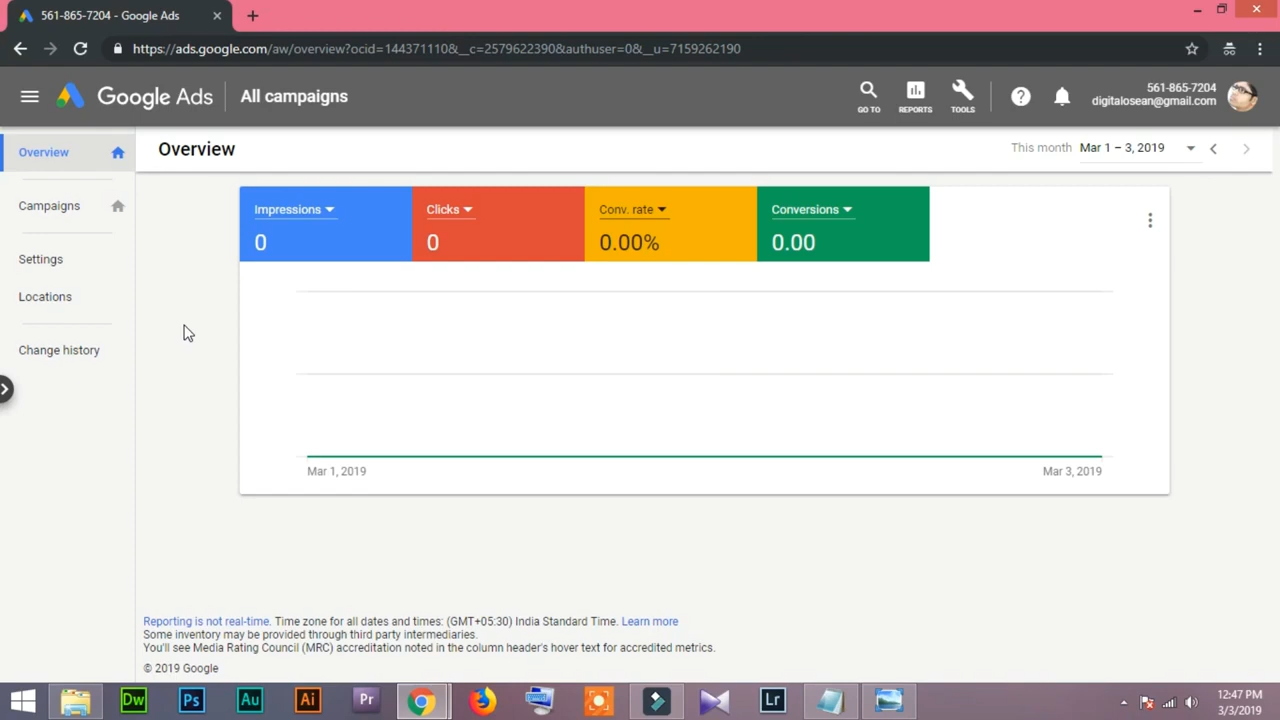 561-865-7204 - Google Ads
https://ads.google.com/aw/overview?ocid=144371110&__c=2579622390&authuser=0&__u=7159262190
Google Ads
All campaigns
GO TO
REPORTS
TOOLS
561-865-7204
digitalosean@gmail.com
Overview
Overview
This month Mar 1 – 3, 2019
Campaigns
Settings
Locations
Change history
Impressions
Clicks
Conv. rate
Conversions
0
0
0.00%
0.00
Mar 1, 2019
Mar 3, 2019
Reporting is not real-time. Time zone for all dates and times: (GMT+05:30) India Standard Time. Learn more
Some inventory may be provided through third party intermediaries.
You'll see Media Rating Council (MRC) accreditation noted in the column header's hover text for accredited metrics.
© 2019 Google
Dw
Ps
Au
Ai
Pr
Lr
12:47 PM
3/3/2019